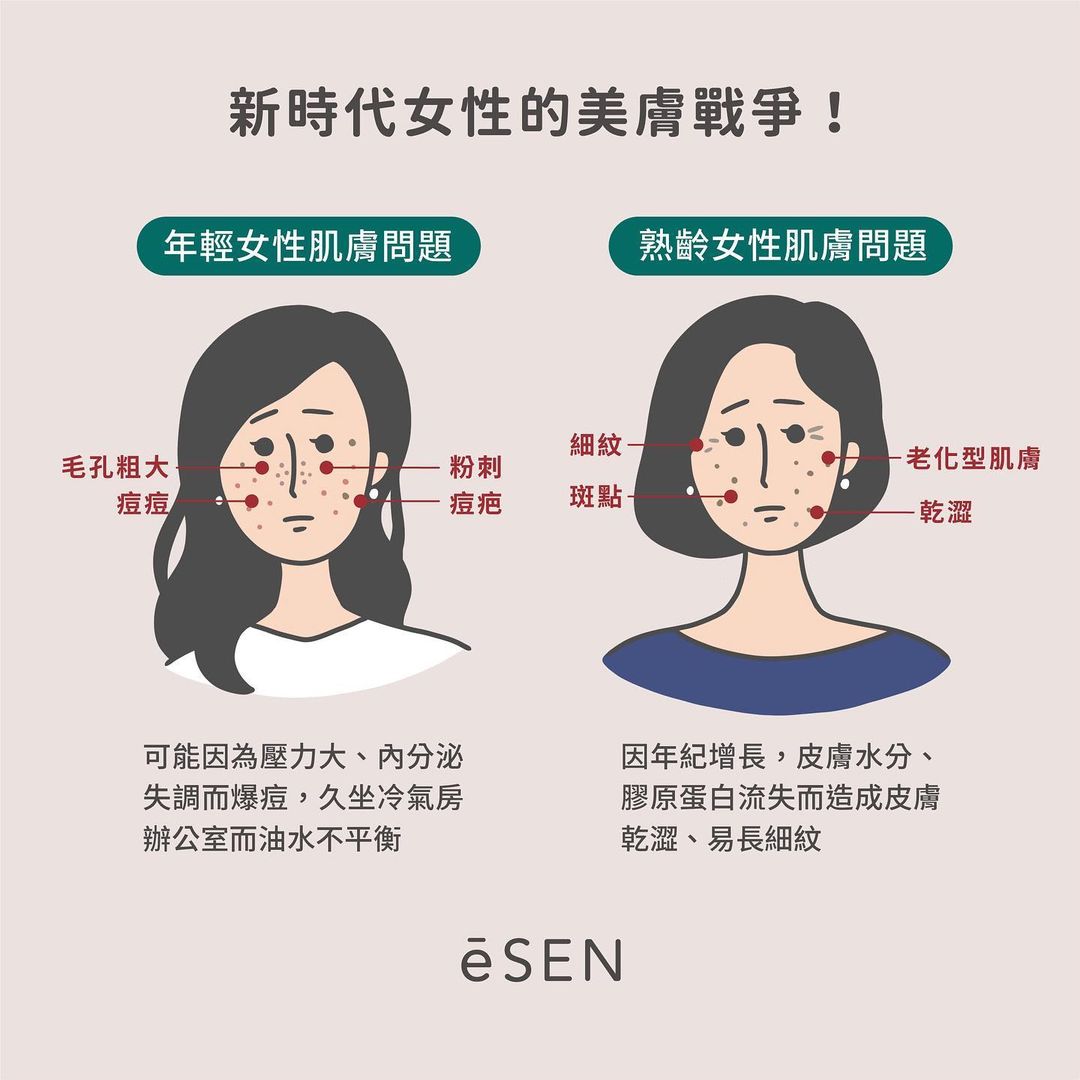 新時代女性的美膚戰爭！
年輕女性肌膚問題
毛孔粗大
痘痘
粉刺
痘疤
可能因為壓力大、內分泌
失調而爆痘，久坐冷氣房
辦公室而油水不平衡
熟齡女性肌膚問題
細紋
斑點
老化型肌膚
乾澀
因年紀增長，皮膚水分、
膠原蛋白流失而造成皮膚
乾澀、易長細紋
ēSEN